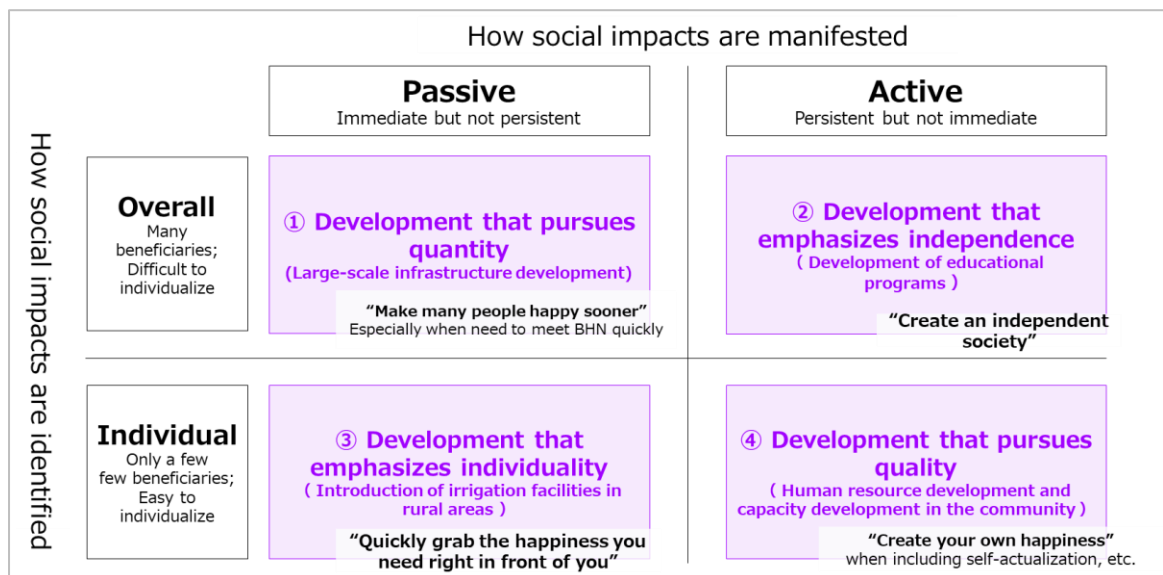 How social impacts are manifested
Passive
Immediate but not persistent
Active
Persistent but not immediate
How social impacts are identified
Overall
Many
beneficiaries;
Difficult to
individualize
① Development that pursues
quantity
(Large-scale infrastructure development)
“Make many people happy sooner”
Especially when need to meet BHN quickly
② Development that
emphasizes independence
( Development of educational
programs )
“Create an independent
society”
Individual
Only a few
few beneficiaries;
Easy to
individualize
③ Development that
emphasizes individuality
( Introduction of irrigation facilities in
rural areas )
“Quickly grab the happiness you
need right in front of you”
④ Development that pursues
quality
( Human resource development and
capacity development in the community )
“Create your own happiness”
when including self-actualization, etc.